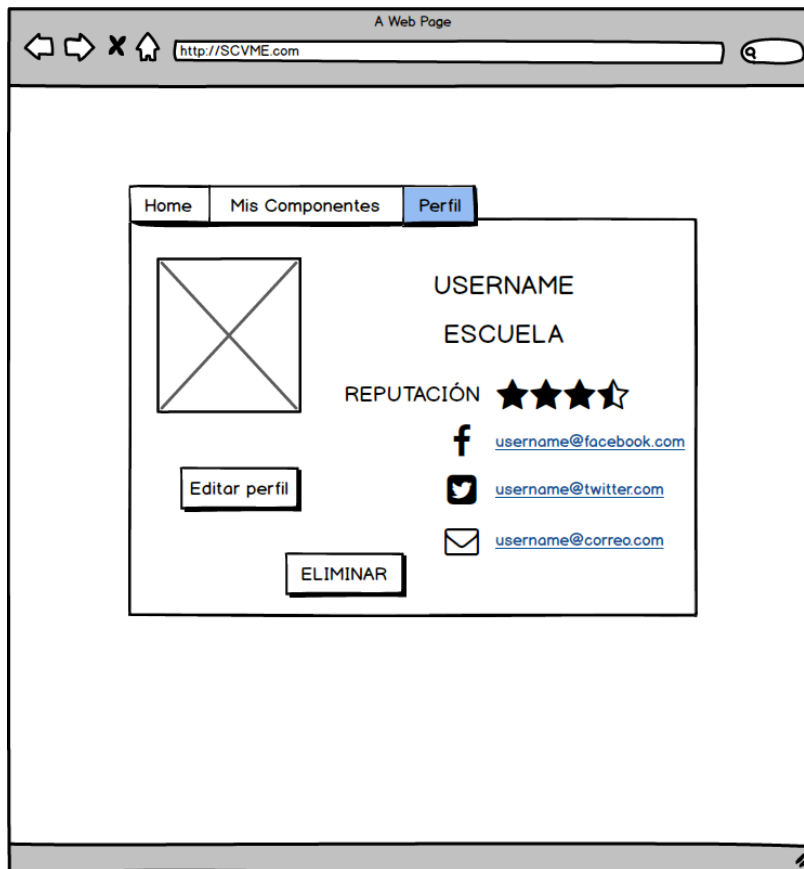 A Web Page
http://SCVME.com
Home
Mis Componentes
Perfil
USERNAME
ESCUELA
REPUTACIÓN
username@facebook.com
Editar perfil
username@twitter.com
username@correo.com
ELIMINAR